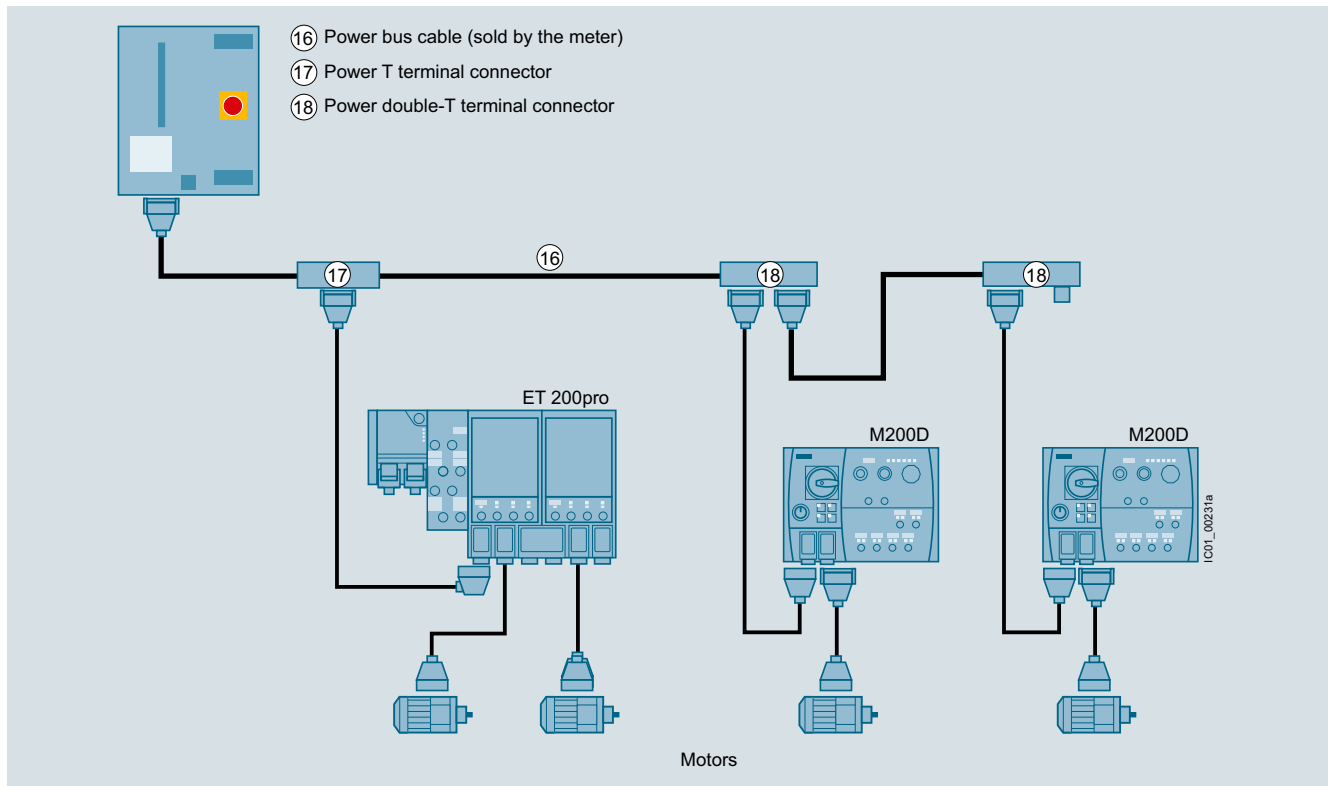 16 Power bus cable (sold by the meter)
17 Power T terminal connector
18 Power double-T terminal connector
16
17
18
18
ET 200pro
M200D
M200D
IC01_00231a
Motors